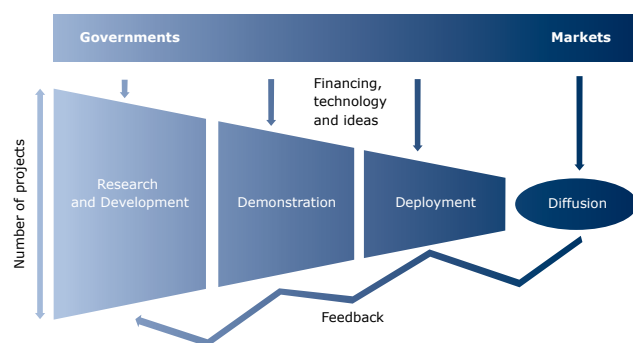 Governments
Markets
Financing,
technology
and ideas
Number of projects
Research
and Development
Demonstration
Deployment
Diffusion
Feedback